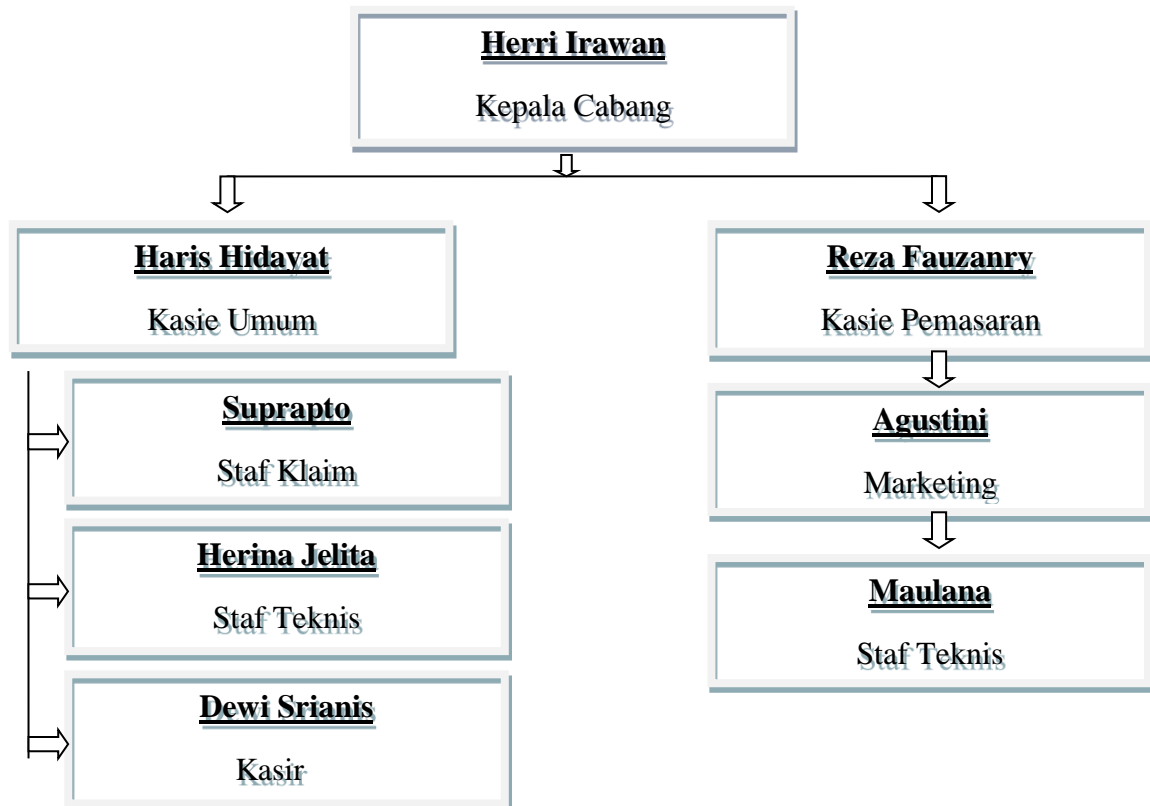 Herri Irawan
Kepala Cabang
Haris Hidayat
Kasie Umum
Reza Fauzanry
Kasie Pemasaran
Suprapto
Staf Klaim
Agustini
Marketing
Herina Jelita
Staf Teknis
Maulana
Staf Teknis
Dewi Srianis
Kasir